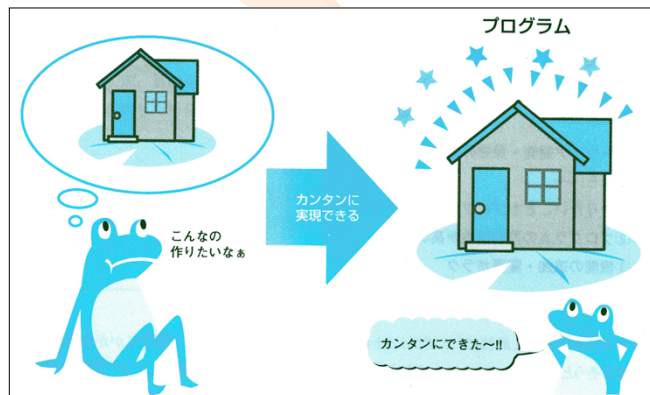 プログラム
カンタンに
実現できる
こんなの
作りたいなぁ
カンタンにできた〜!!